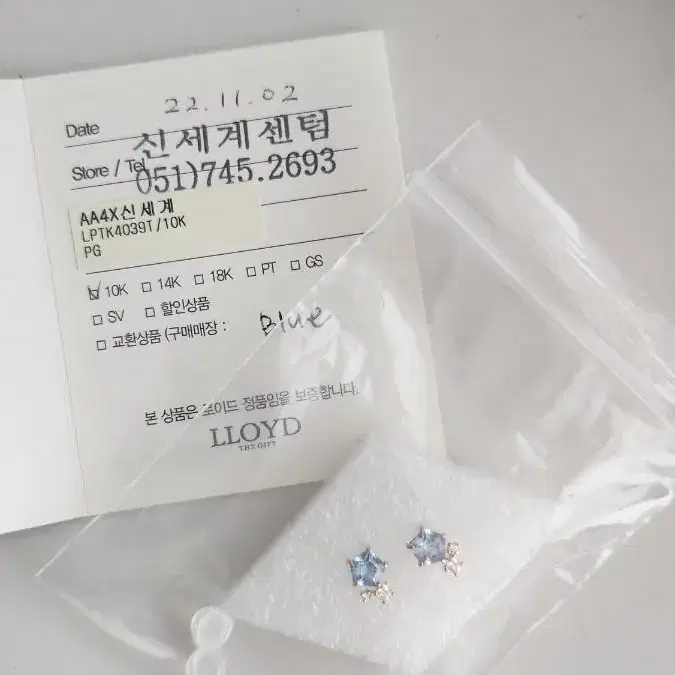 Date 22.11.02
신세계센텀
Store / Tel 051)745.2693
AA4X신세계
LPTK4039T/10K
PG
☑ 10K □ 14K □ 18K □ PT □ GS
□ SV □ 할인상품
□ 교환상품 (구매매장 : Blue
본 상품은 로이드 정품임을 보증합니다.
LLOYD
THE GIFT